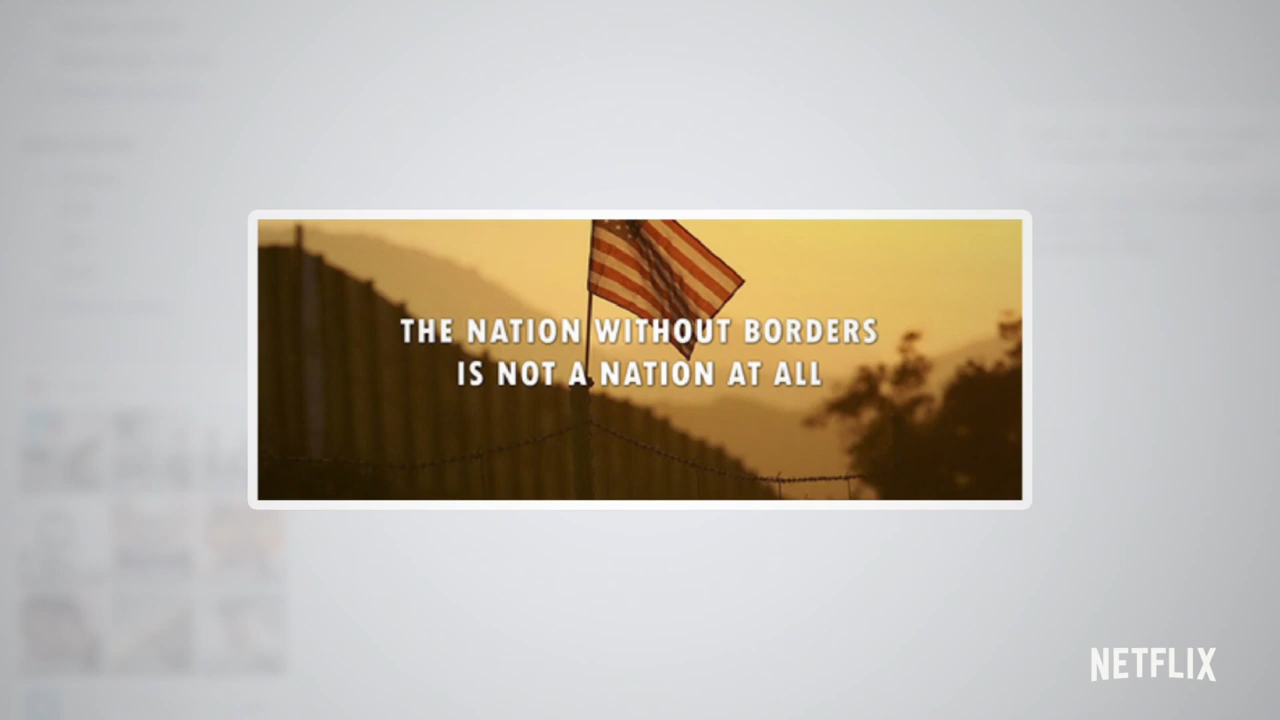 THE NATION WITHOUT BORDERS
IS NOT A NATION AT ALL
NETFLIX